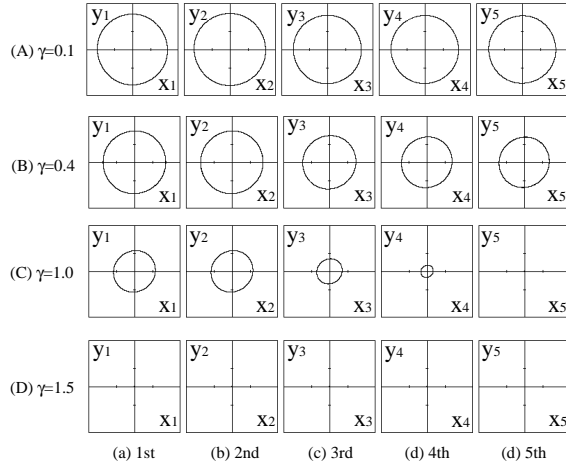 y1 y2 y3 y4 y5
(A) γ=0.1
x1 x2 x3 x4 x5
y1 y2 y3 y4 y5
(B) γ=0.4
x1 x2 x3 x4 x5
y1 y2 y3 y4 y5
(C) γ=1.0
x1 x2 x3 x4 x5
y1 y2 y3 y4 y5
(D) γ=1.5
x1 x2 x3 x4 x5
(a) 1st (b) 2nd (c) 3rd (d) 4th (d) 5th